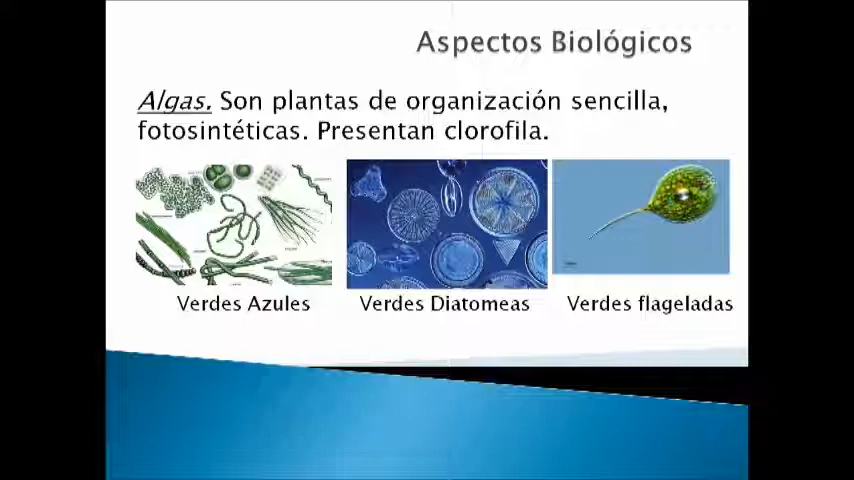 Aspectos Biológicos
Algas. Son plantas de organización sencilla,
fotosintéticas. Presentan clorofila.
Verdes Azules
Verdes Diatomeas
Verdes flageladas